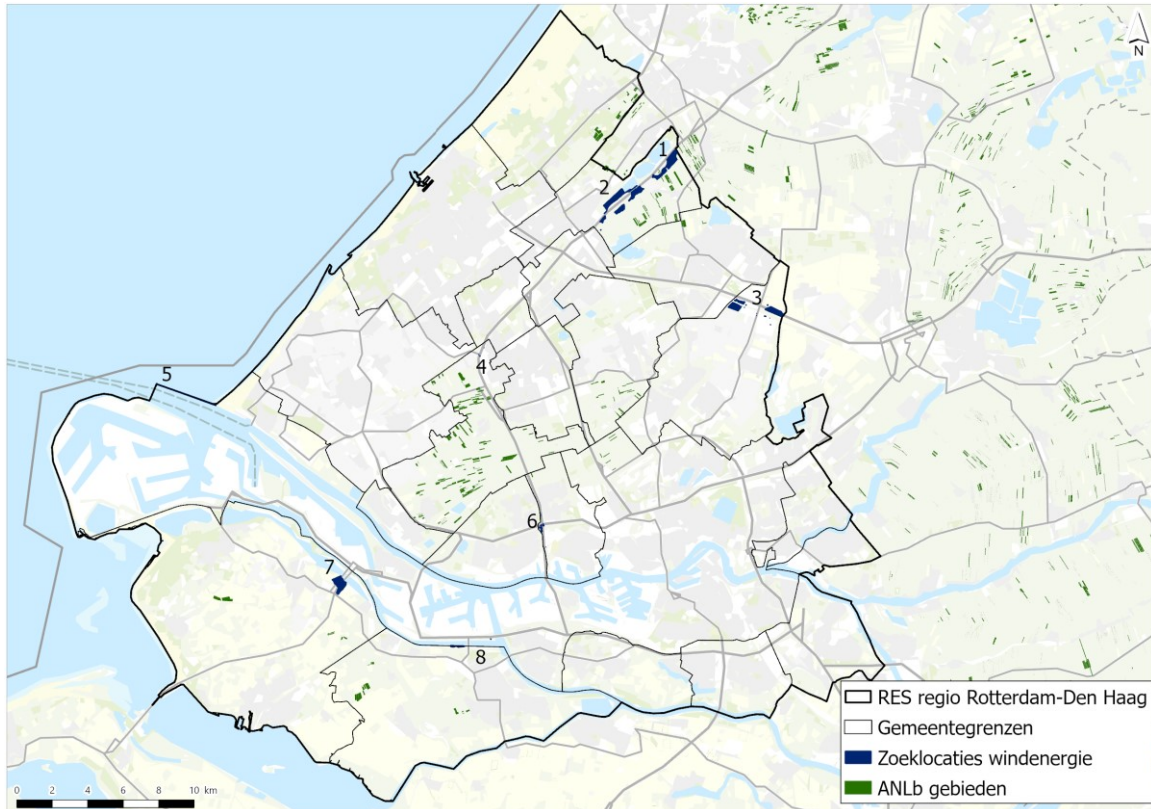 N
1
2
3
4
5
6
7
8
RES regio Rotterdam-Den Haag
Gemeentegrenzen
Zoeklocaties windenergie
ANLb gebieden
0 2 4 6 8 10 km